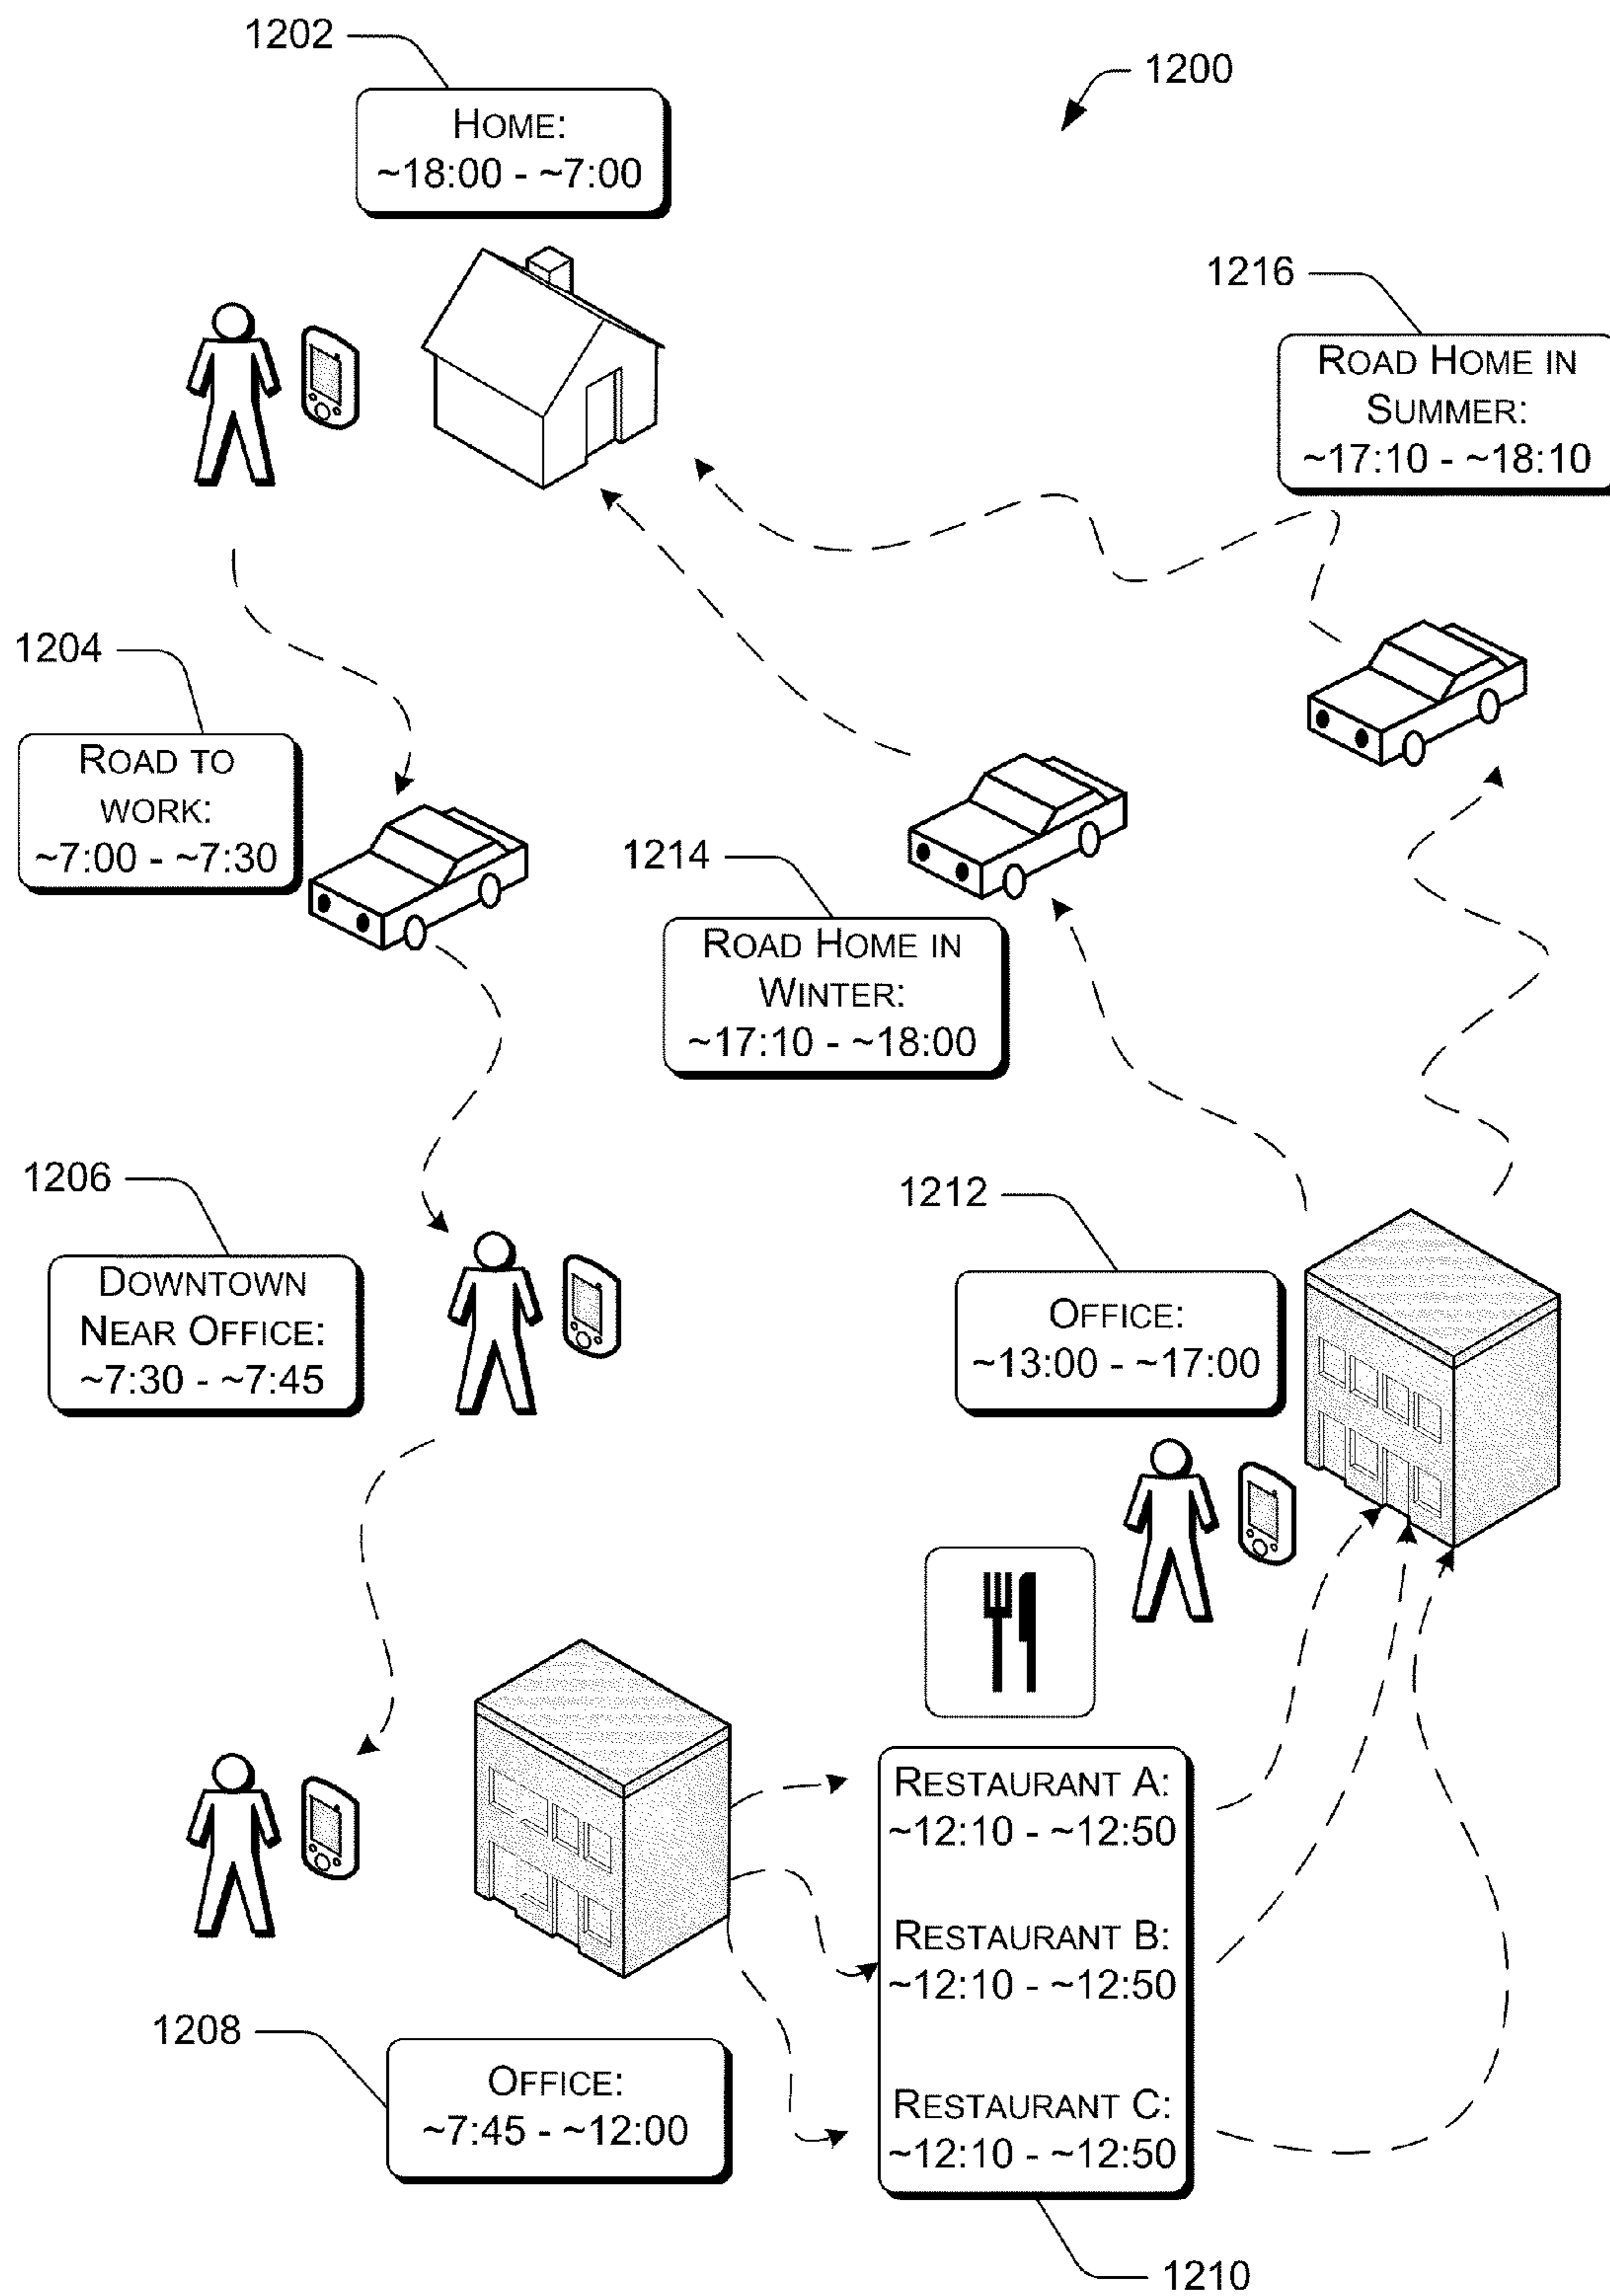 1202
1200
HOME:
~18:00 - ~7:00
1216
ROAD HOME IN
SUMMER:
~17:10 - ~18:10
1204
ROAD TO
WORK:
~7:00 - ~7:30
1214
ROAD HOME IN
WINTER:
~17:10 - ~18:00
1206
DOWNTOWN
NEAR OFFICE:
~7:30 - ~7:45
1212
OFFICE:
~13:00 - ~17:00
RESTAURANT A:
~12:10 - ~12:50
RESTAURANT B:
~12:10 - ~12:50
RESTAURANT C:
~12:10 - ~12:50
1208
OFFICE:
~7:45 - ~12:00
1210